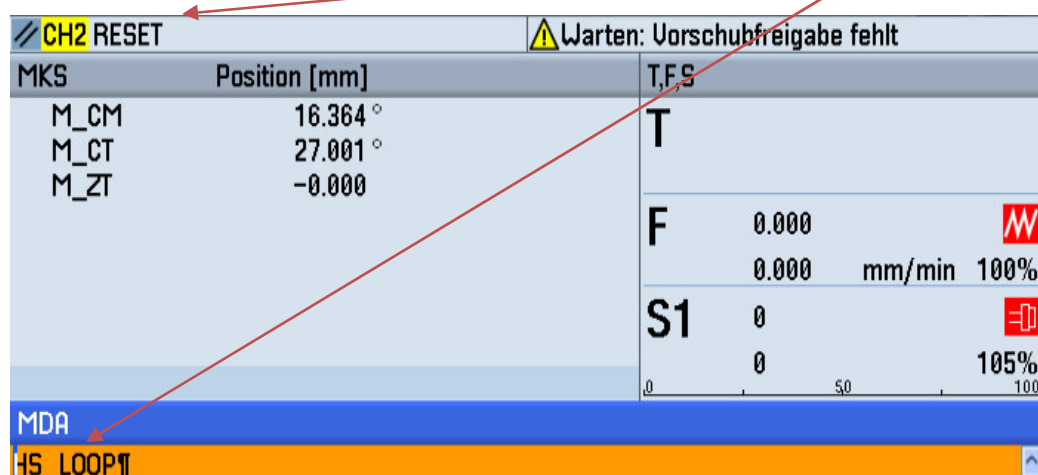 CH2 RESET
Warten: Vorschubfreigabe fehlt
MKS Position [mm]
T,F,S
M_CM 16.364 °
M_CT 27.001 °
M_ZT -0.000
T
F 0.000
0.000 mm/min 100%
S1 0
0 105%
0 50 100
MDA
HS_LOOP¶